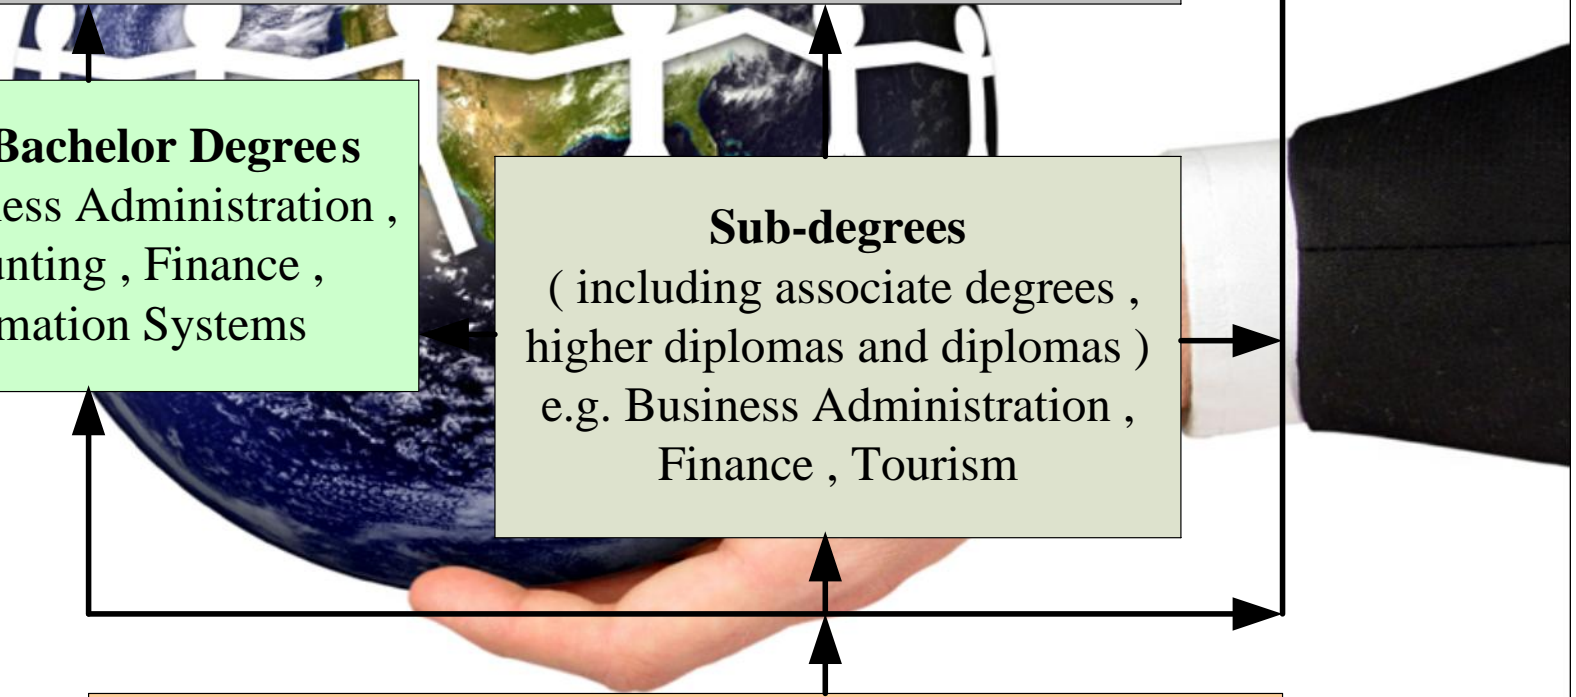 Bachelor Degrees
ess Administration ,
nting , Finance ,
mation Systems
Sub-degrees
( including associate degrees ,
higher diplomas and diplomas )
e.g. Business Administration ,
Finance , Tourism